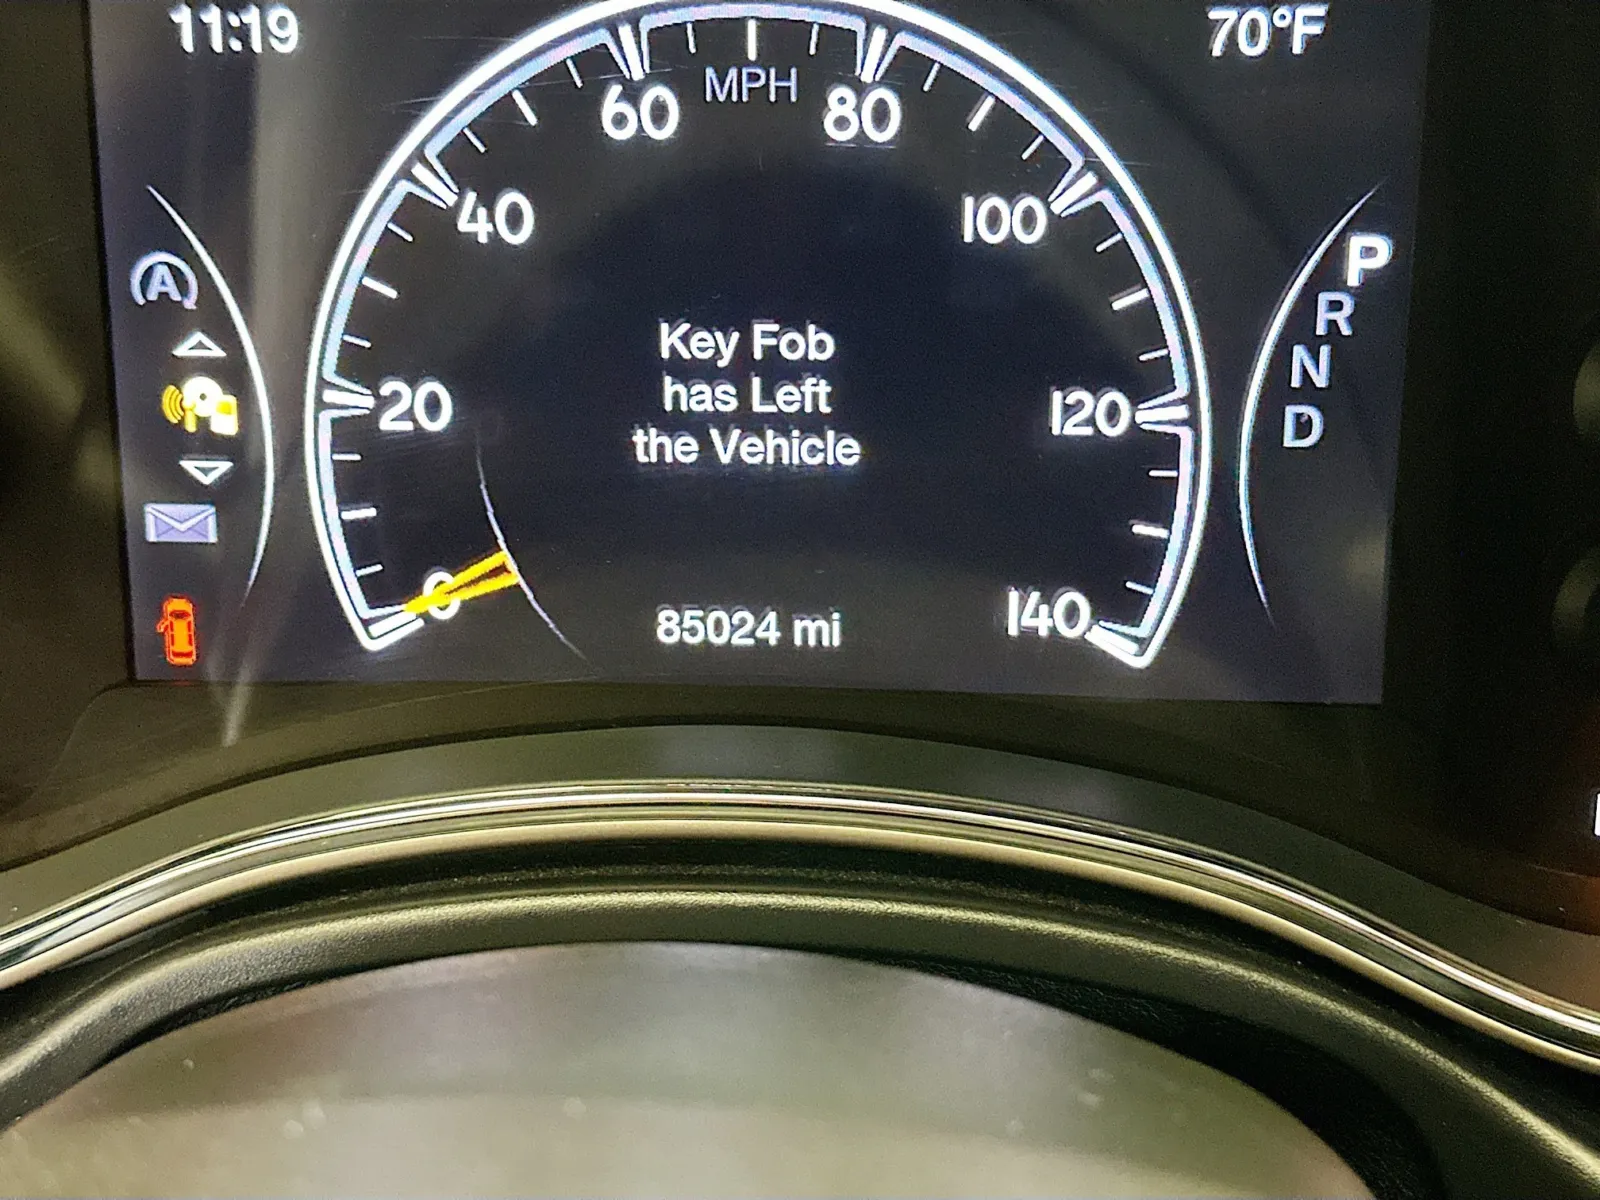 11:19
70°F
MPH
60
80
40
100
A
P
R
N
D
Key Fob
has Left
the Vehicle
20
120
0
140
85024 mi